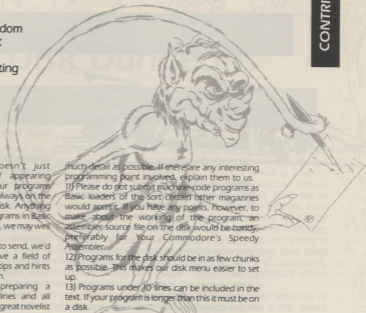 dom
t
ting
CONTRI
oesn't just
f appearing
ur programs
lways on the
isk. Anything
grams in Basic
, we may well
to send, we'd
ve a field of
tips and hints
n.
preparing a
lines and all
great novelist
much detail as possible. If there are any interesting
programming point involved, explain them to us.
11) Please do not submit machine code programs as
Basic loaders of the sort certain other magazines
would accept. If you have any points, however, to
make about the working of the program, an
assembler source file on the disk would be handy,
preferably for Your Commodore's Speedy
Assembler.
12) Programs for the disk should be in as few chunks
as possible. This makes our disk menu easier to set
up.
13) Programs under 10 lines can be included in the
text. If your program is longer than this it must be on
a disk.